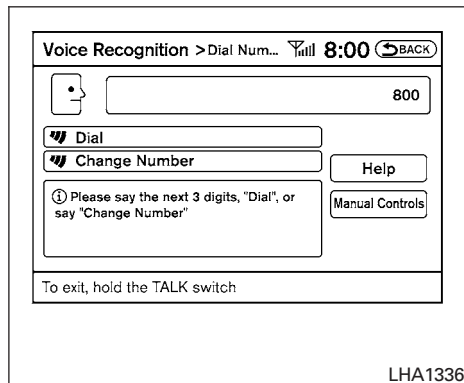 Voice Recognition > Dial Num... 8:00 BACK
800
Dial
Change Number
Help
Please say the next 3 digits, "Dial", or
say "Change Number"
Manual Controls
To exit, hold the TALK switch
LHA1336